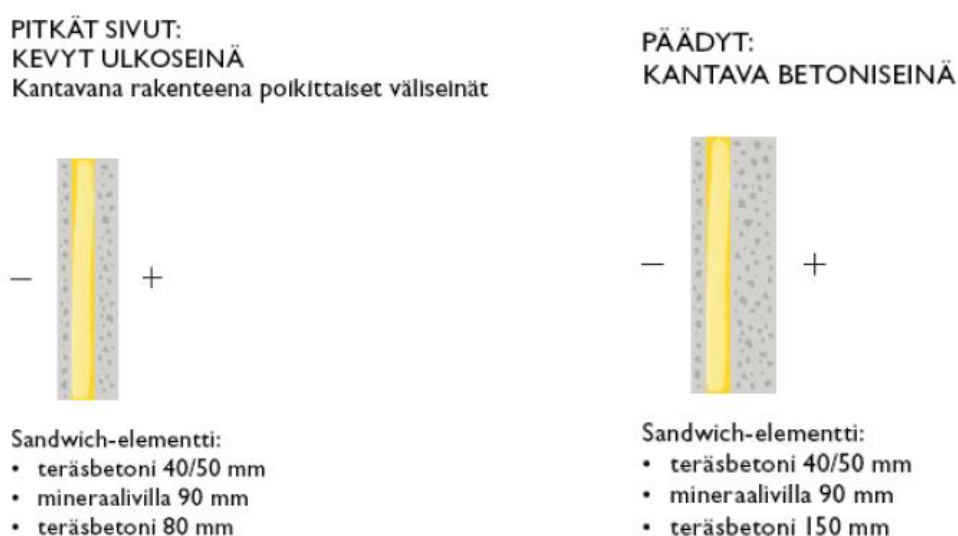 PITKÄT SIVUT:
KEVYT ULKOSEINÄ
Kantavana rakenteena poikittaiset väliseinät
–
+
Sandwich-elementti:
• teräsbetoni 40/50 mm
• mineraalivilla 90 mm
• teräsbetoni 80 mm
PÄÄDYT:
KANTAVA BETONISEINÄ
–
+
Sandwich-elementti:
• teräsbetoni 40/50 mm
• mineraalivilla 90 mm
• teräsbetoni 150 mm